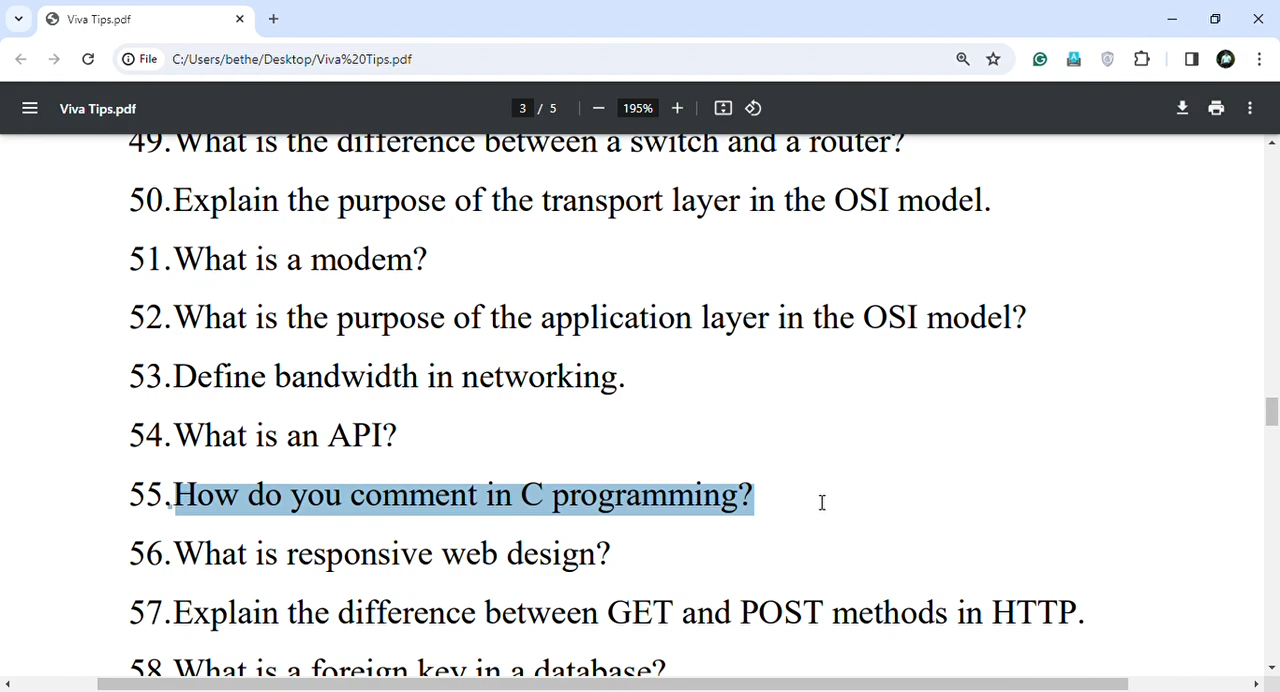 Viva Tips.pdf
File C:/Users/bethe/Desktop/Viva%20Tips.pdf
Viva Tips.pdf 3 / 5 195%
49.What is the difference between a switch and a router?
50.Explain the purpose of the transport layer in the OSI model.
51.What is a modem?
52.What is the purpose of the application layer in the OSI model?
53.Define bandwidth in networking.
54.What is an API?
55.How do you comment in C programming?
56.What is responsive web design?
57.Explain the difference between GET and POST methods in HTTP.
58.What is a foreign key in a database?